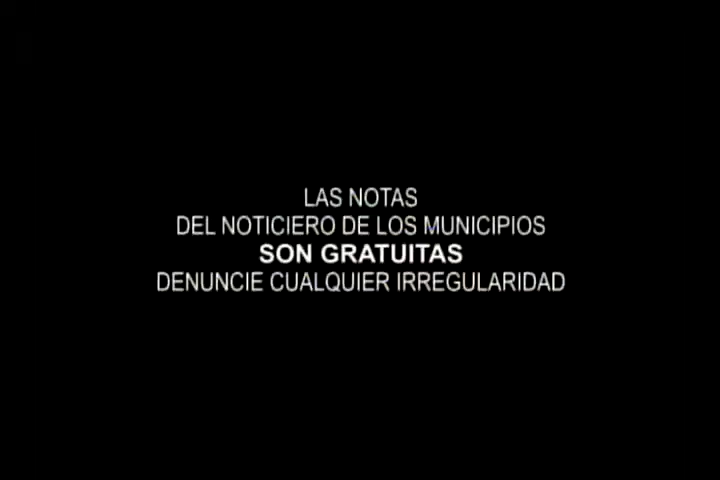 LAS NOTAS
DEL NOTICIERO DE LOS MUNICIPIOS
SON GRATUITAS
DENUNCIE CUALQUIER IRREGULARIDAD